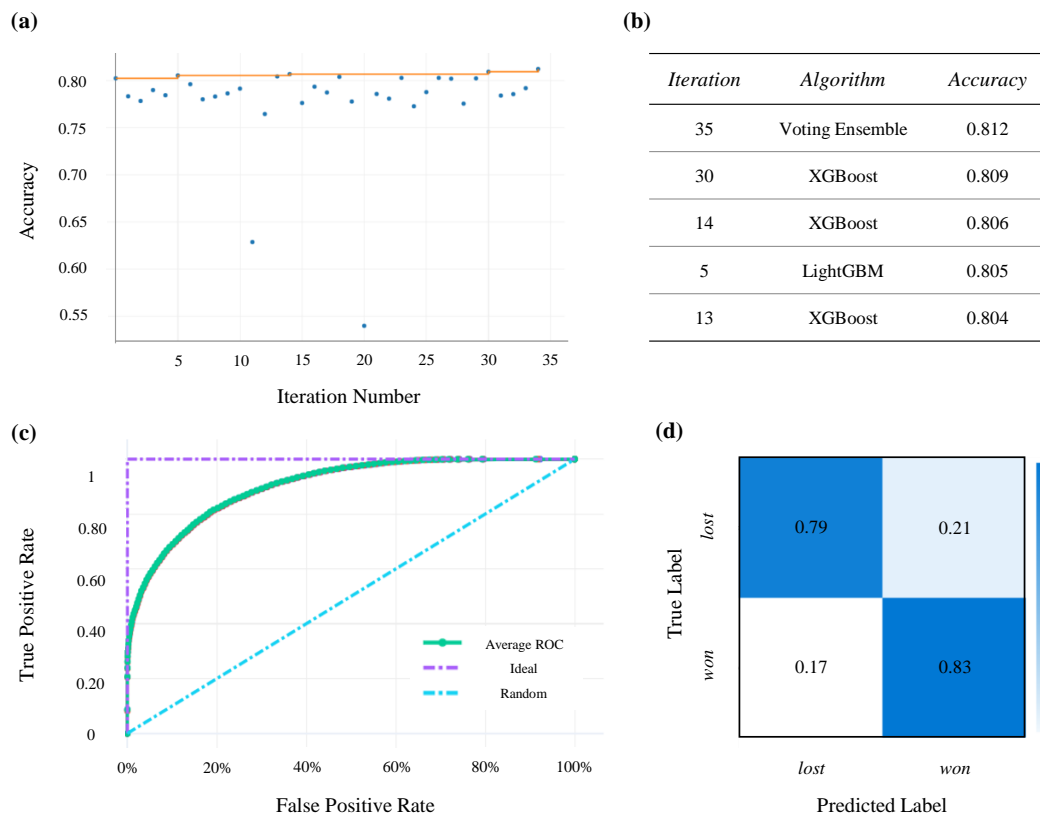 (a)
Accuracy
0.80
0.75
0.70
0.65
0.60
0.55
5 10 15 20 25 30 35
Iteration Number
(b)
Iteration Algorithm Accuracy
35 Voting Ensemble 0.812
30 XGBoost 0.809
14 XGBoost 0.806
5 LightGBM 0.805
13 XGBoost 0.804
(c)
True Positive Rate
1
0.80
0.60
0.40
0.20
0
Average ROC
Ideal
Random
0% 20% 40% 60% 80% 100%
False Positive Rate
(d)
True Label
lost
won
0.79 0.21
0.17 0.83
lost won
Predicted Label